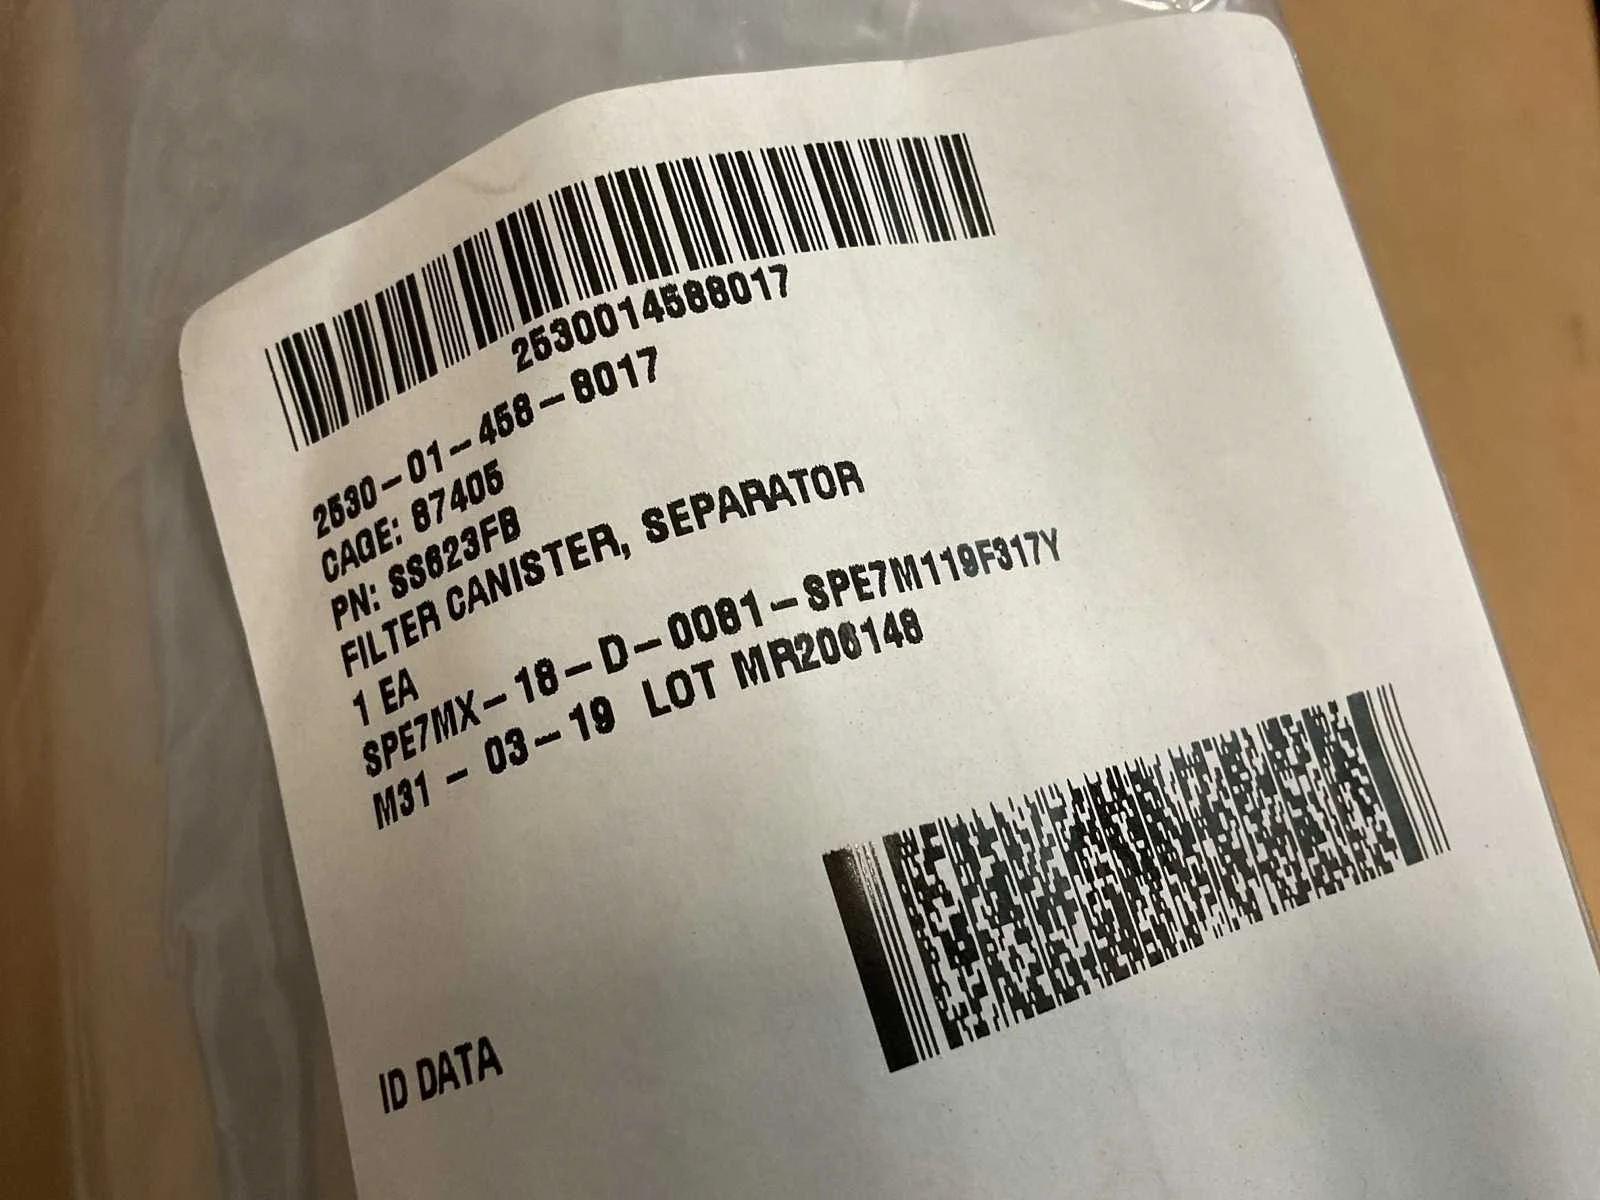 2530014588017
2530-01-458-8017
CAGE: 87405
PN: SS623FB
FILTER CANISTER, SEPARATOR
1 EA
SPE7MX-18-D-0081-SPE7M119F317Y
M31 - 03-19 LOT MR206148
ID DATA